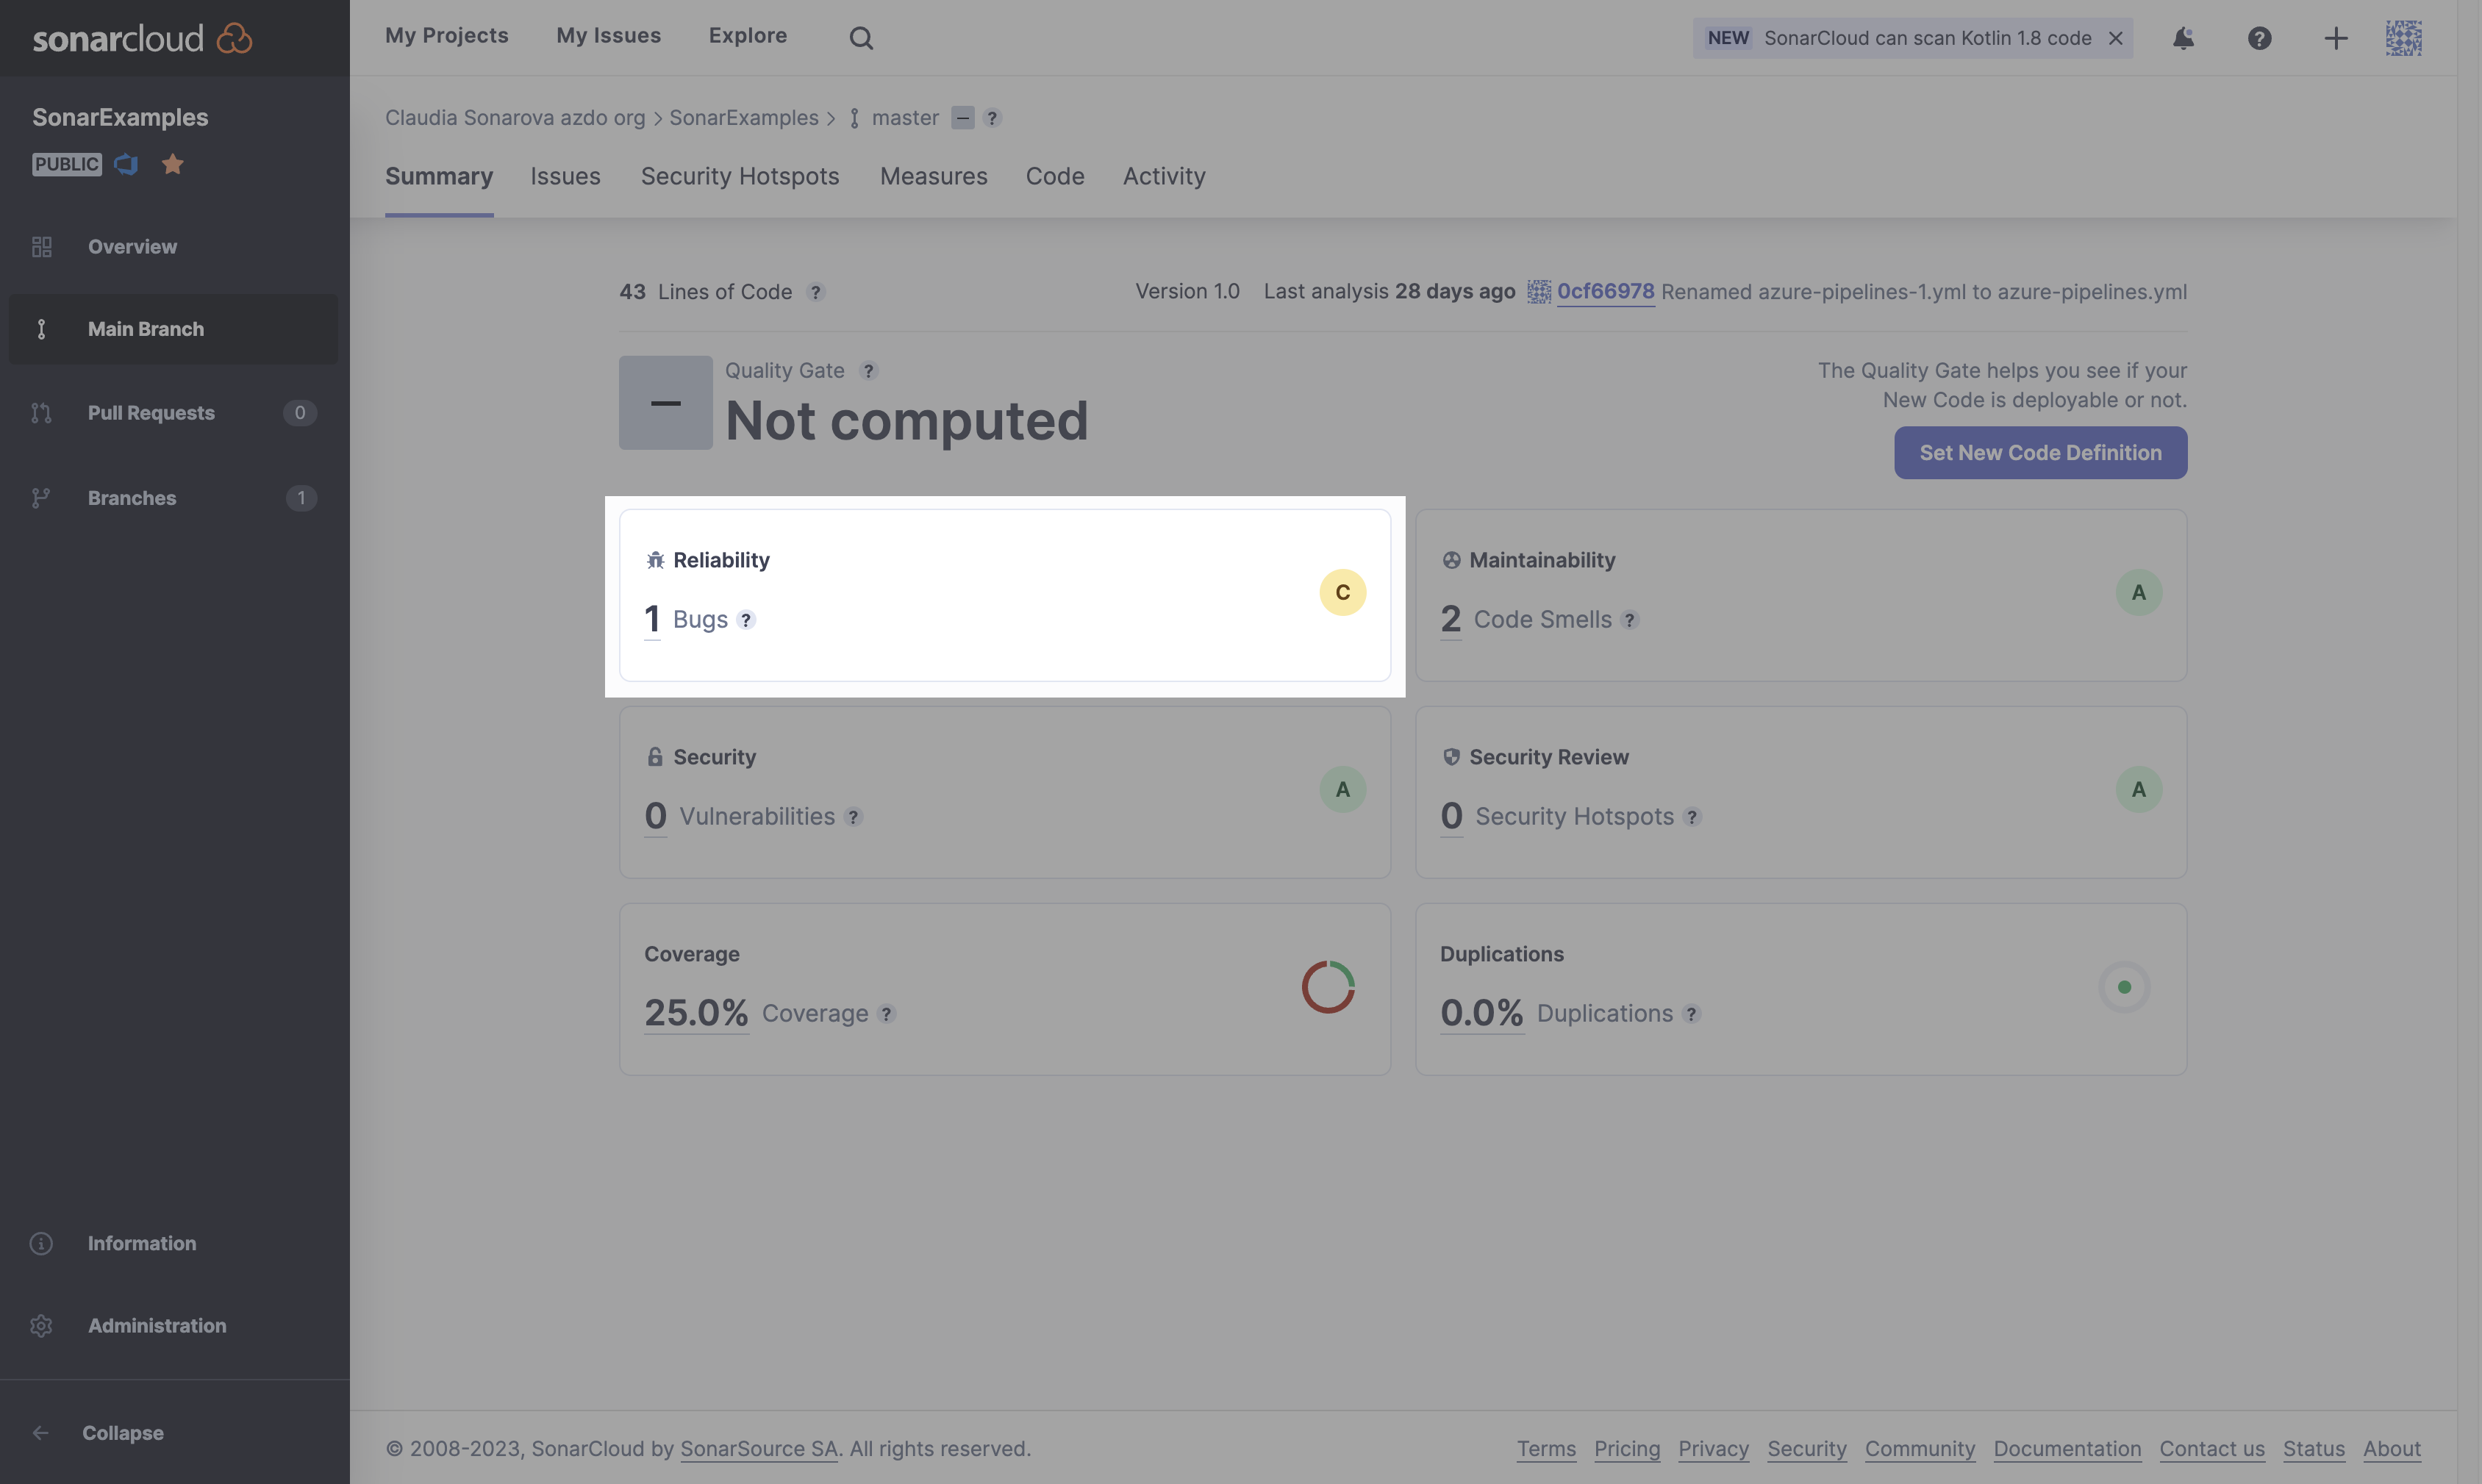 sonarcloud
My Projects
My Issues
Explore
NEW SonarCloud can scan Kotlin 1.8 code
SonarExamples
PUBLIC
Overview
Main Branch
Pull Requests 0
Branches 1
Information
Administration
Collapse
Claudia Sonarova azdo org > SonarExamples > master – ?
Summary
Issues
Security Hotspots
Measures
Code
Activity
43 Lines of Code ?
Version 1.0 Last analysis 28 days ago 0cf66978 Renamed azure-pipelines-1.yml to azure-pipelines.yml
Quality Gate ?
Not computed
The Quality Gate helps you see if your
New Code is deployable or not.
Set New Code Definition
Reliability
1 Bugs ?
C
Maintainability
2 Code Smells ?
A
Security
0 Vulnerabilities ?
A
Security Review
0 Security Hotspots ?
A
Coverage
25.0% Coverage ?
Duplications
0.0% Duplications ?
© 2008-2023, SonarCloud by SonarSource SA. All rights reserved.
Terms Pricing Privacy Security Community Documentation Contact us Status About